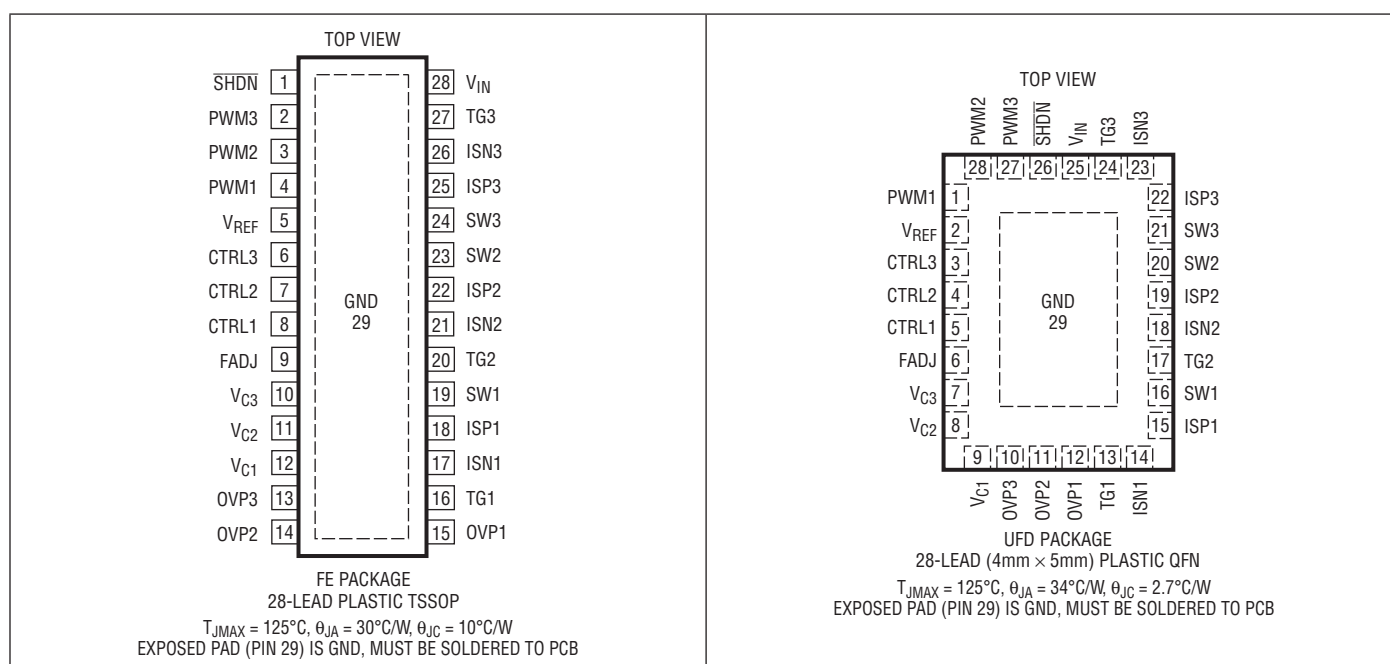 TOP VIEW
SHDN 1
PWM3 2
PWM2 3
PWM1 4
VREF 5
CTRL3 6
CTRL2 7
CTRL1 8
FADJ 9
VC3 10
VC2 11
VC1 12
OVP3 13
OVP2 14
28 VIN
27 TG3
26 ISN3
25 ISP3
24 SW3
23 SW2
22 ISP2
21 ISN2
20 TG2
19 SW1
18 ISP1
17 ISN1
16 TG1
15 OVP1
GND
29
FE PACKAGE
28-LEAD PLASTIC TSSOP
TJMAX = 125°C, θJA = 30°C/W, θJC = 10°C/W
EXPOSED PAD (PIN 29) IS GND, MUST BE SOLDERED TO PCB
TOP VIEW
PWM2 PWM3 SHDN VIN TG3 ISN3
28 27 26 25 24 23
PWM1 1
VREF 2
CTRL3 3
CTRL2 4
CTRL1 5
FADJ 6
VC3 7
VC2 8
22 ISP3
21 SW3
20 SW2
19 ISP2
18 ISN2
17 TG2
16 SW1
15 ISP1
GND
29
9 10 11 12 13 14
VC1 OVP3 OVP2 OVP1 TG1 ISN1
UFD PACKAGE
28-LEAD (4mm × 5mm) PLASTIC QFN
TJMAX = 125°C, θJA = 34°C/W, θJC = 2.7°C/W
EXPOSED PAD (PIN 29) IS GND, MUST BE SOLDERED TO PCB